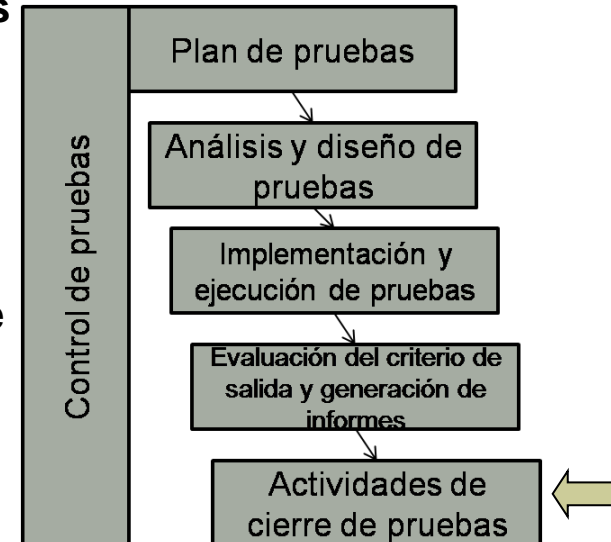 s
Plan de pruebas
Control de pruebas
Análisis y diseño de
pruebas
Implementación y
ejecución de pruebas
e
Evaluación del criterio de
salida y generación de
informes
Actividades de
cierre de pruebas